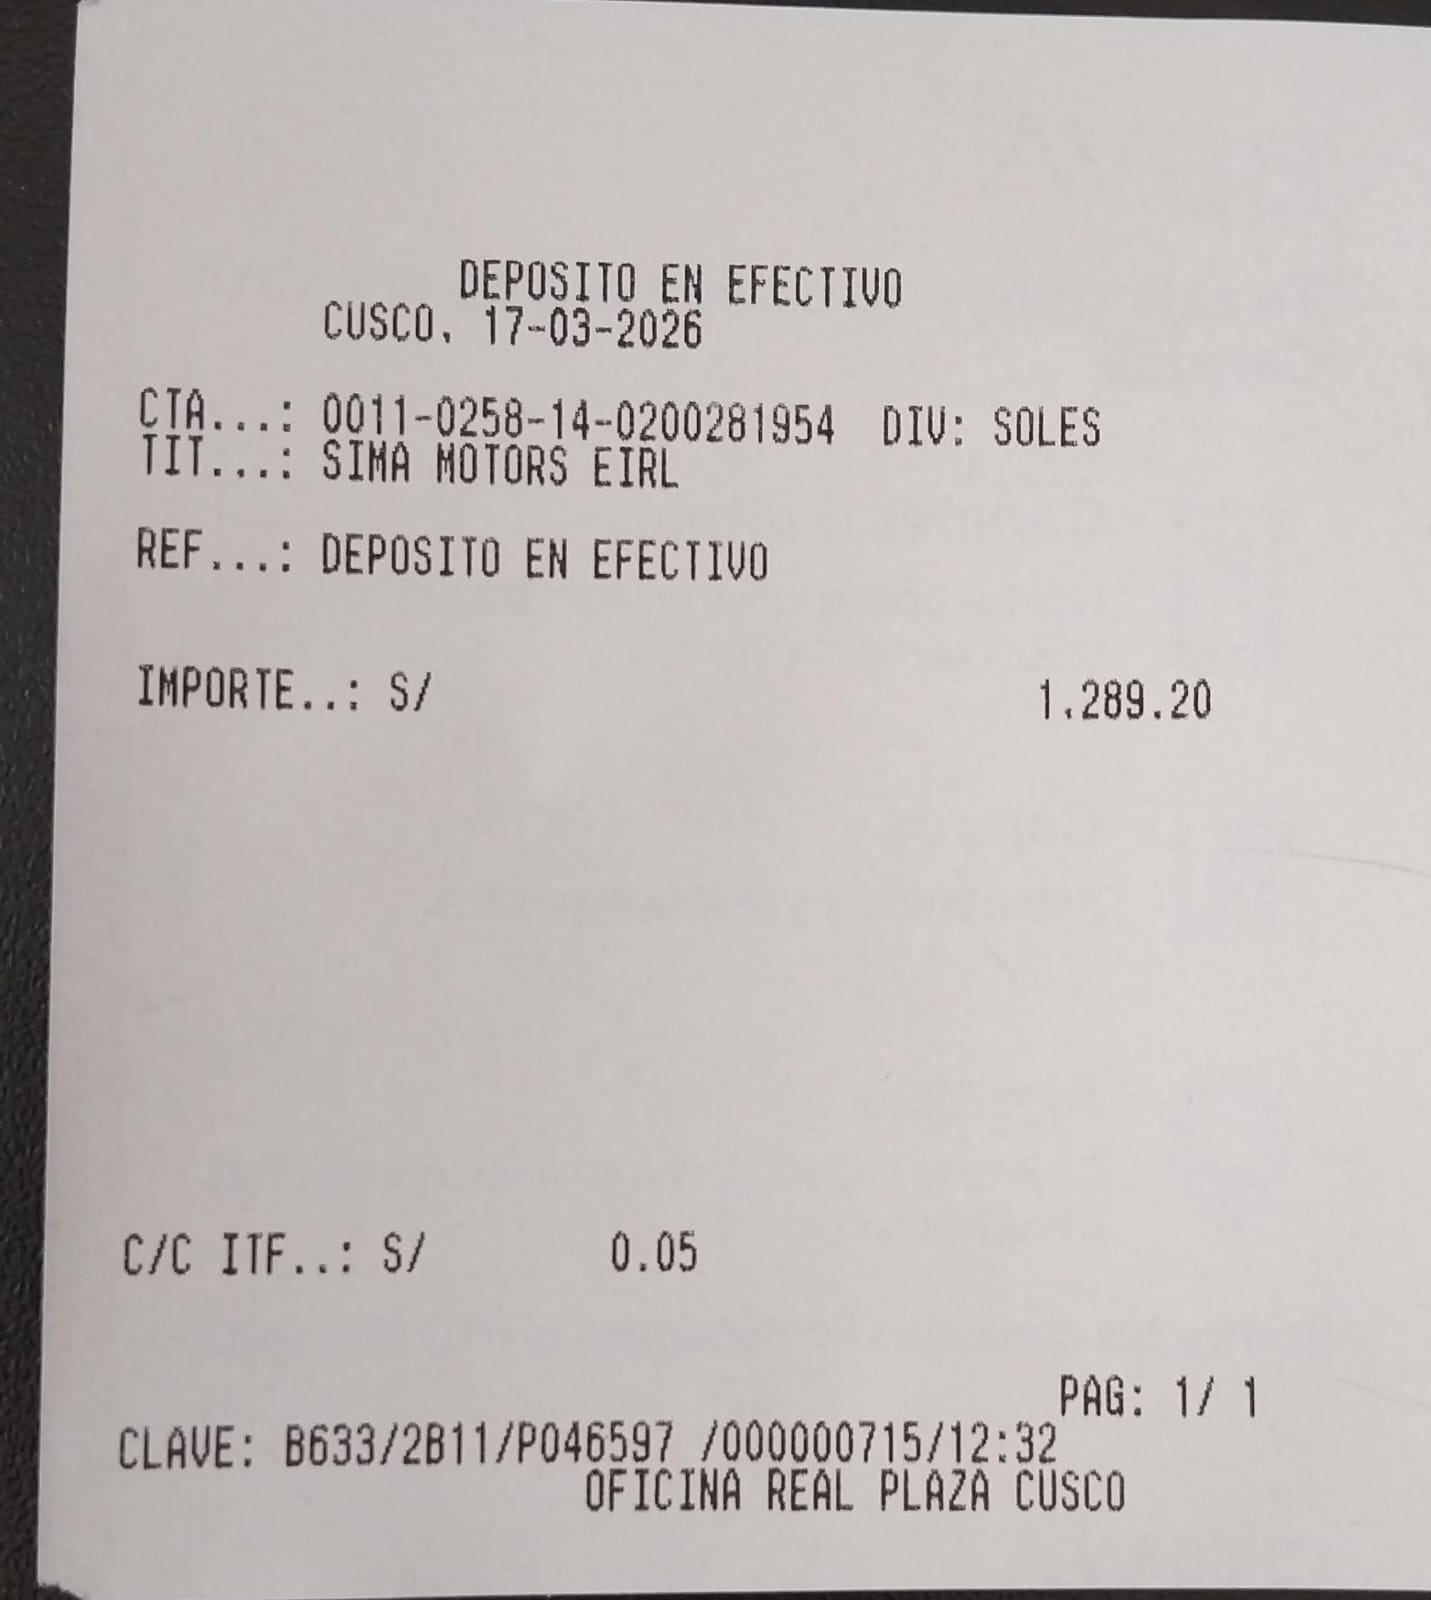 DEPOSITO EN EFECTIVO
CUSCO. 17-03-2026
CTA...: 0011-0258-14-0200281954 DIV: SOLES
TIT...: SIMA MOTORS EIRL
REF...: DEPOSITO EN EFECTIVO
IMPORTE..: S/ 1.289.20
C/C ITF..: S/ 0.05
PAG: 1/ 1
CLAVE: B633/2B11/P046597 /000000715/12:32
OFICINA REAL PLAZA CUSCO